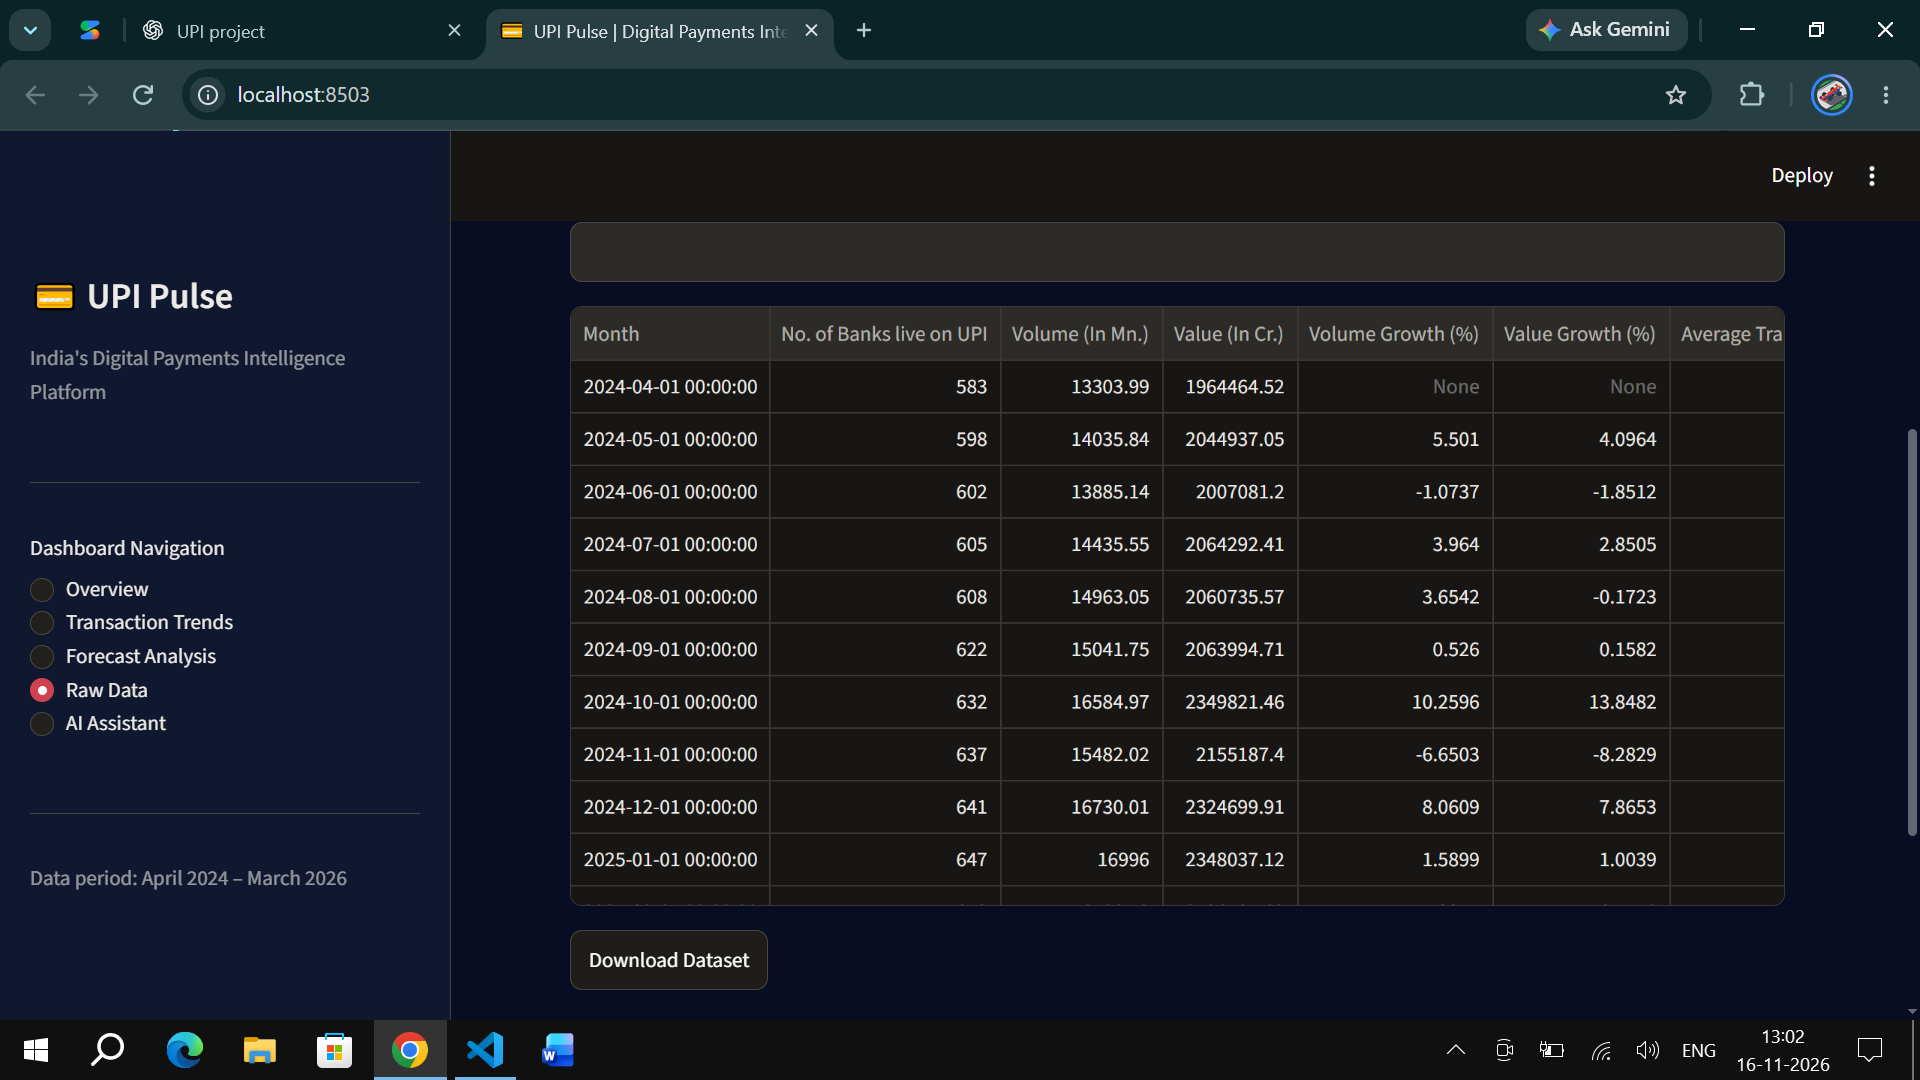 UPI project
UPI Pulse | Digital Payments Inte
Ask Gemini
localhost:8503
Deploy
UPI Pulse
India's Digital Payments Intelligence
Platform
Dashboard Navigation
Overview
Transaction Trends
Forecast Analysis
Raw Data
AI Assistant
Data period: April 2024 – March 2026
Month No. of Banks live on UPI Volume (In Mn.) Value (In Cr.) Volume Growth (%) Value Growth (%) Average Tra
2024-04-01 00:00:00 583 13303.99 1964464.52 None None
2024-05-01 00:00:00 598 14035.84 2044937.05 5.501 4.0964
2024-06-01 00:00:00 602 13885.14 2007081.2 -1.0737 -1.8512
2024-07-01 00:00:00 605 14435.55 2064292.41 3.964 2.8505
2024-08-01 00:00:00 608 14963.05 2060735.57 3.6542 -0.1723
2024-09-01 00:00:00 622 15041.75 2063994.71 0.526 0.1582
2024-10-01 00:00:00 632 16584.97 2349821.46 10.2596 13.8482
2024-11-01 00:00:00 637 15482.02 2155187.4 -6.6503 -8.2829
2024-12-01 00:00:00 641 16730.01 2324699.91 8.0609 7.8653
2025-01-01 00:00:00 647 16996 2348037.12 1.5899 1.0039
Download Dataset
W
ENG
13:02
16-11-2026